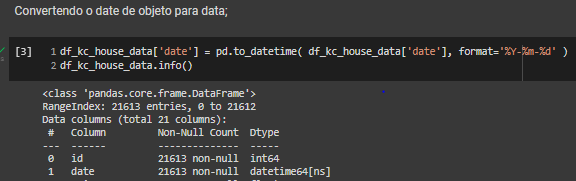 Convertendo o date de objeto para data;
[3] 1 df_kc_house_data['date'] = pd.to_datetime( df_kc_house_data['date'], format='%Y-%m-%d' )
2 df_kc_house_data.info()
<class 'pandas.core.frame.DataFrame'>
RangeIndex: 21613 entries, 0 to 21612
Data columns (total 21 columns):
# Column Non-Null Count Dtype
--- ------ -------------- -----
0 id 21613 non-null int64
1 date 21613 non-null datetime64[ns]